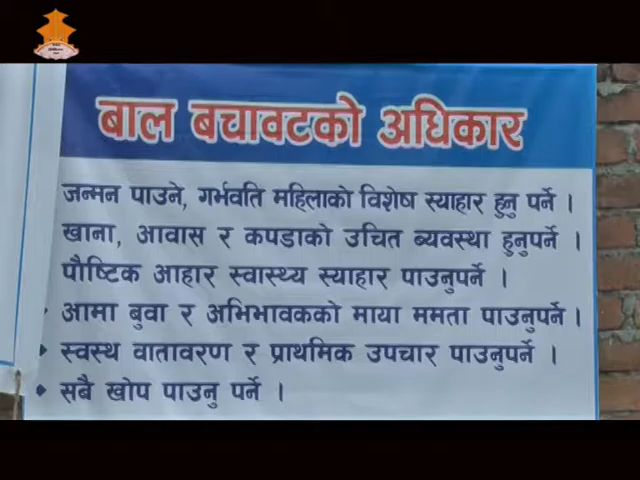 बाल बचावटको अधिकार
जन्मन पाउने, गर्भवति महिलाको विशेष स्याहार हुनु पर्ने ।
खाना, आवास र कपडाको उचित ब्यवस्था हुनुपर्ने ।
पौष्टिक आहार स्वास्थ्य स्याहार पाउनुपर्ने ।
आमा बुवा र अभिभावकको माया ममता पाउनुपर्ने ।
• स्वस्थ वातावरण र प्राथमिक उपचार पाउनुपर्ने ।
• सबै खोप पाउनु पर्ने ।